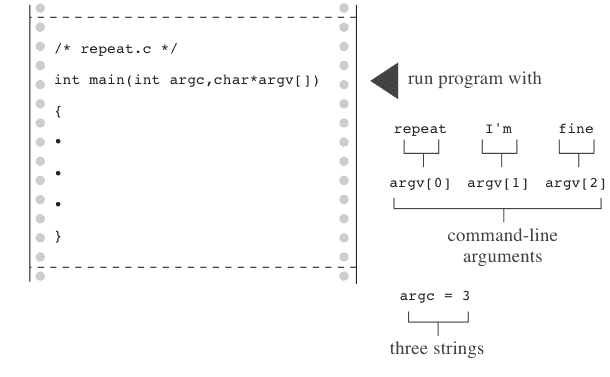 /* repeat.c */
int main(int argc,char*argv[])
{
•
•
•
}
run program with
repeat I'm fine
argv[0] argv[1] argv[2]
command-line
arguments
argc = 3
three strings